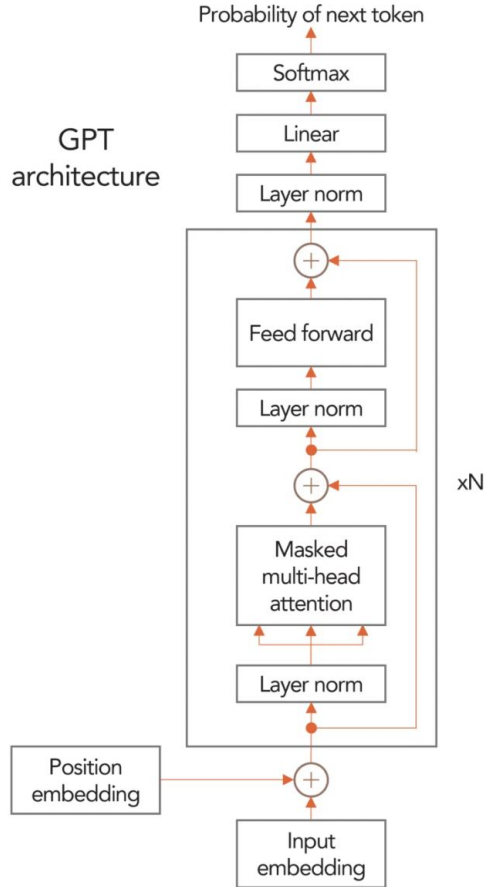 Probability of next token
Softmax
Linear
GPT
architecture
Layer norm
Feed forward
Layer norm
xN
Masked
multi-head
attention
Layer norm
Position
embedding
Input
embedding